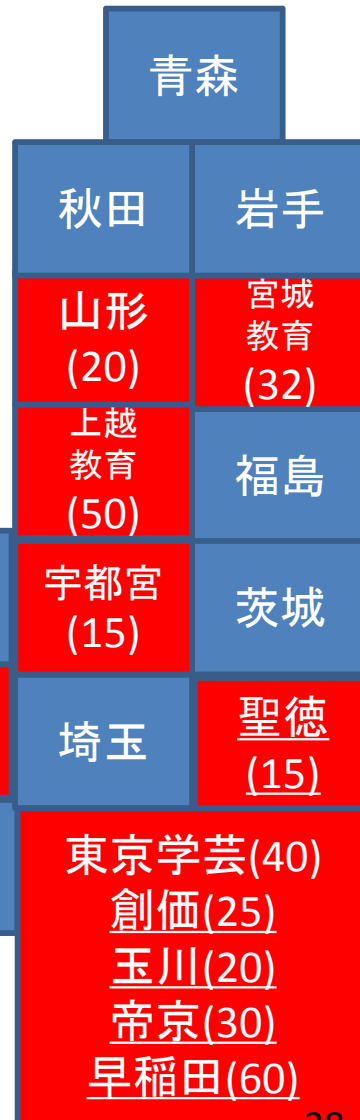 青森
秋田
岩手
山形
(20)
宮城
教育
(32)
上越
教育
(50)
福島
宇都宮
(15)
茨城
埼玉
聖徳
(15)
東京学芸(40)
創価(25)
玉川(20)
帝京(30)
早稲田(60)